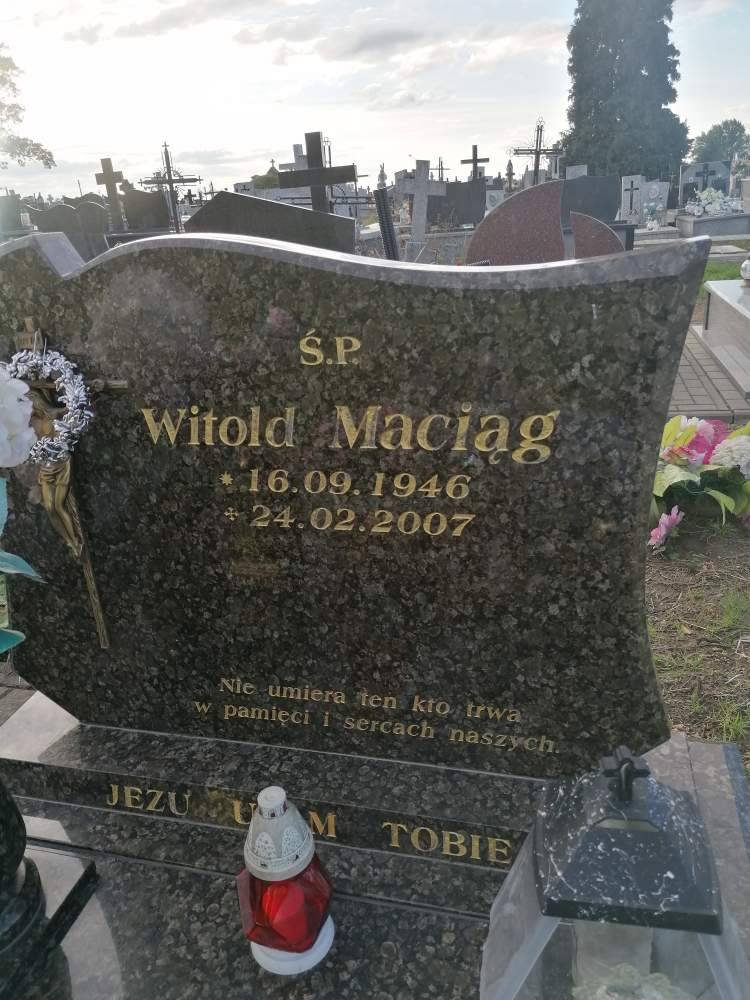 Ś.P.
Witold Maciąg
* 16.09.1946
✣ 24.02.2007
Nie umiera ten kto trwa
w pamięci i sercach naszych.
JEZU TOBIE